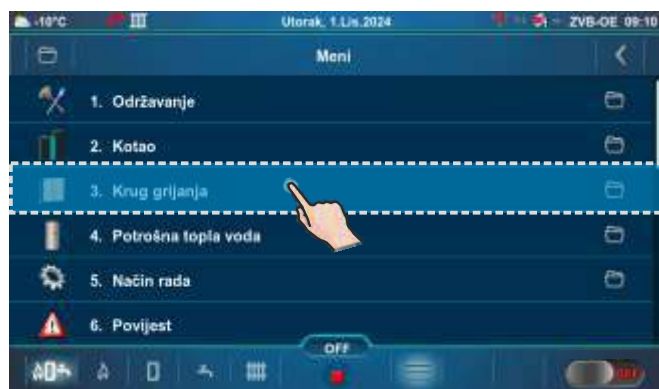 -10°C Utorak, 1.Lis.2024 ZVB-OE 09:10
Meni
1. Održavanje
2. Kotao
3. Krug grijanja
4. Potrošna topla voda
5. Način rada
6. Povijest
OFF
OFF